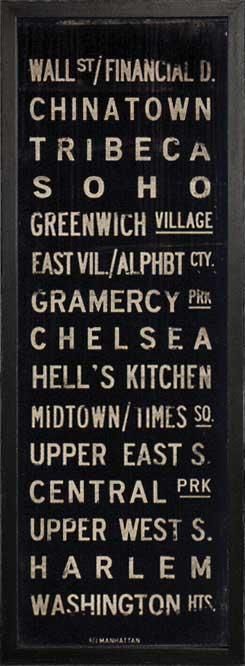 WALL ST/FINANCIAL D.
CHINATOWN
TRIBECA
SOHO
GREENWICH VILLAGE
EAST VIL./ALPHBT CTY.
GRAMERCY PRK
CHELSEA
HELL'S KITCHEN
MIDTOWN/TIMES SQ.
UPPER EAST S.
CENTRAL PRK
UPPER WEST S.
HARLEM
WASHINGTON HTS.
MANHATTAN